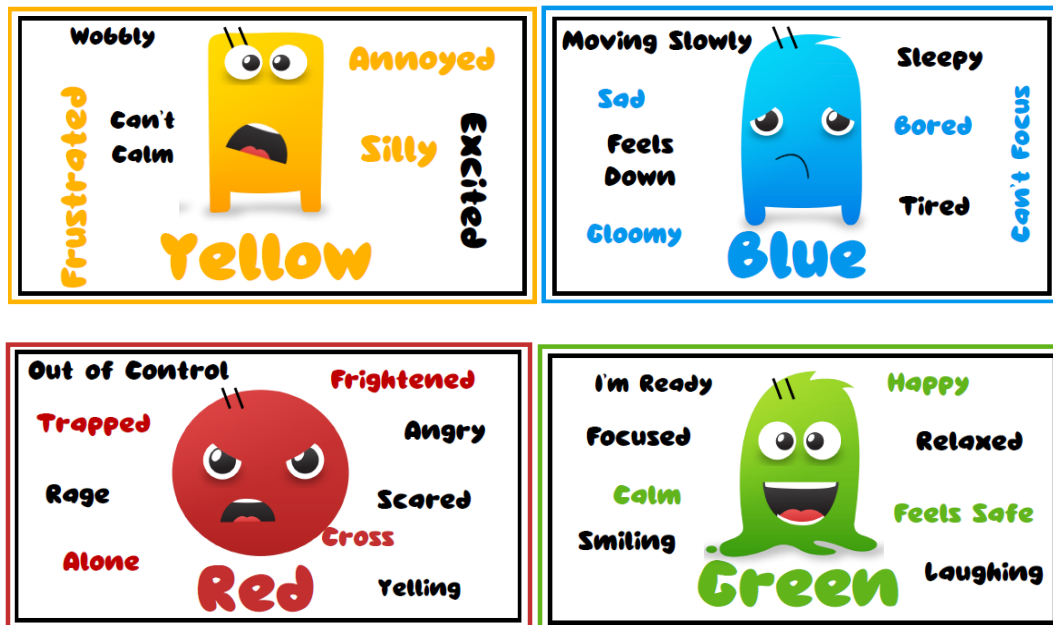 Wobbly
Annoyed
Frustrated
Can't
Calm
Silly
Excited
Yellow
Moving Slowly
Sleepy
Sad
Bored
Can't Focus
Feels
Down
Tired
Gloomy
Blue
Out of Control
Frightened
Trapped
Angry
Rage
Scared
Cross
Alone
Yelling
Red
I'm Ready
Happy
Focused
Relaxed
Calm
Feels Safe
Smiling
Laughing
Green